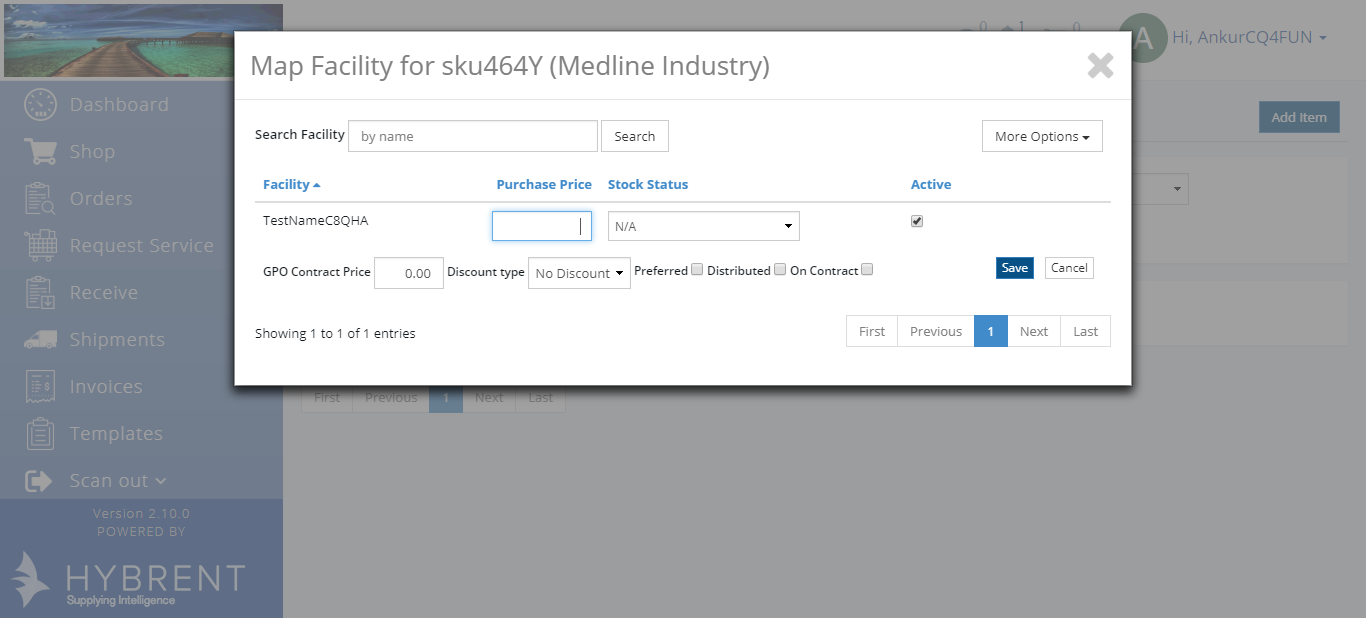 0 1 0
A Hi, AnkurCQ4FUN
Map Facility for sku464Y (Medline Industry)
Dashboard
Shop
Orders
Request Service
Receive
Shipments
Invoices
Templates
Scan out
Version 2.10.0
POWERED BY
HYBRENT
Supplying Intelligence
Add Item
Search Facility by name Search More Options
Facility Purchase Price Stock Status Active
TestNameC8QHA N/A
GPO Contract Price 0.00 Discount type No Discount Preferred Distributed On Contract Save Cancel
Showing 1 to 1 of 1 entries First Previous 1 Next Last
First Previous 1 Next Last